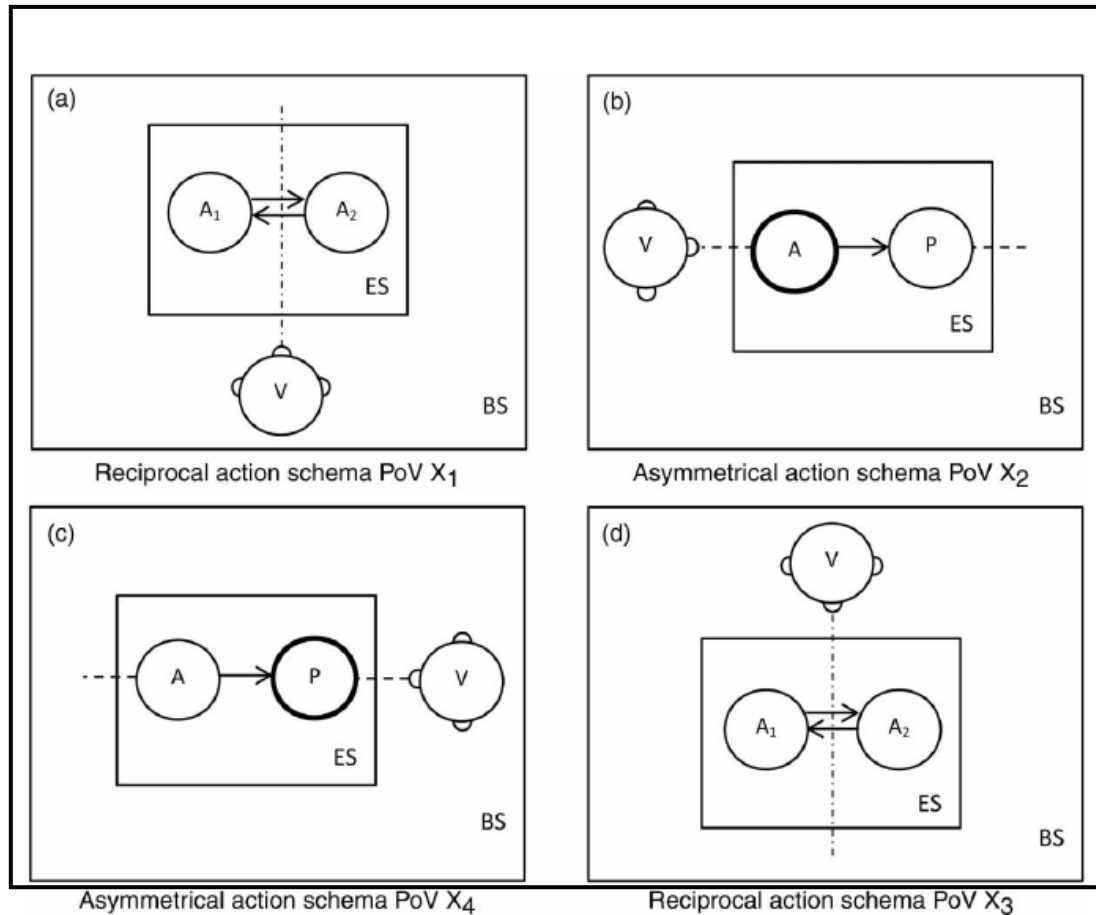 (a)
A₁
A₂
ES
V
BS
Reciprocal action schema PoV X₁
(b)
V
A
P
ES
BS
Asymmetrical action schema PoV X₂
(c)
A
P
V
ES
BS
Asymmetrical action schema PoV X₄
(d)
V
A₁
A₂
ES
BS
Reciprocal action schema PoV X₃